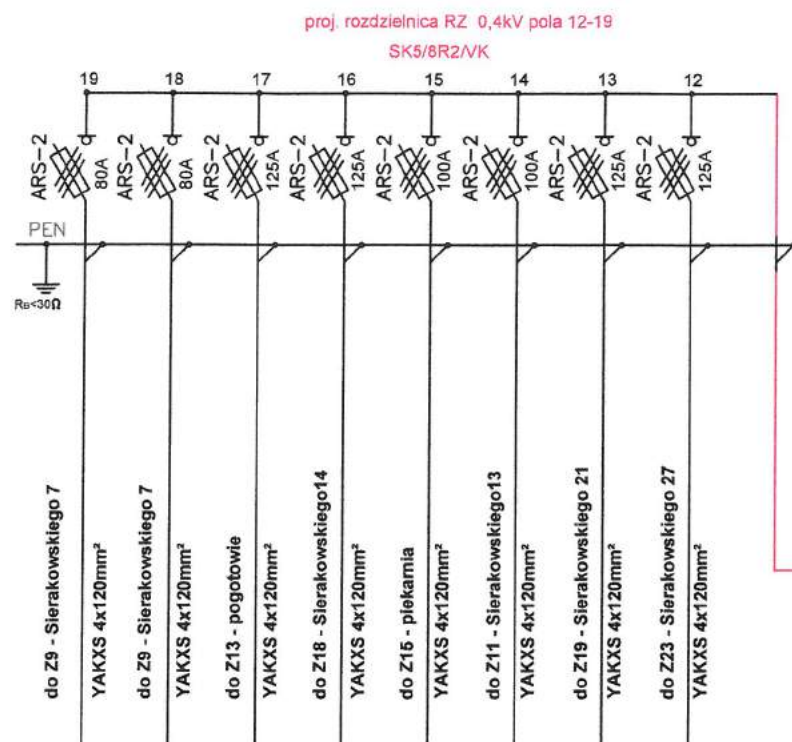 proj. rozdzielnica RZ 0,4kV pola 12-19
SK5/8R2/VK
19 18 17 16 15 14 13 12
ARS-2 80A
ARS-2 80A
ARS-2 125A
ARS-2 125A
ARS-2 100A
ARS-2 100A
ARS-2 125A
ARS-2 125A
PEN
RB<30Ω
do Z9 - Sierakowskiego 7
YAKXS 4x120mm²
do Z9 - Sierakowskiego 7
YAKXS 4x120mm²
do Z13 - pogotowie
YAKXS 4x120mm²
do Z18 - Sierakowskiego14
YAKXS 4x120mm²
do Z15 - piekarnia
YAKXS 4x120mm²
do Z11 - Sierakowskiego13
YAKXS 4x120mm²
do Z19 - Sierakowskiego 21
YAKXS 4x120mm²
do Z23 - Sierakowskiego 27
YAKXS 4x120mm²